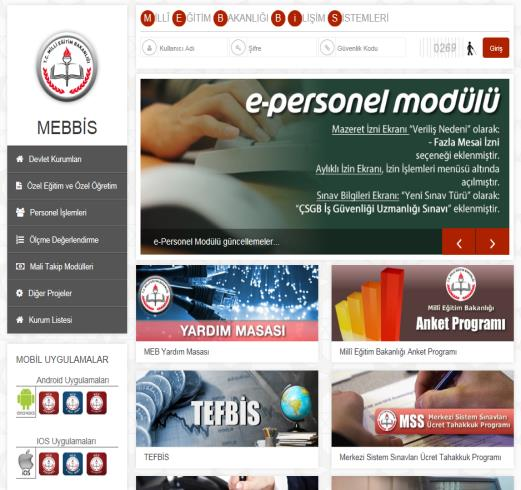 MİLLÎ EĞİTİM BAKANLIĞI BİLİŞİM SİSTEMLERİ
Kullanıcı Adı
Şifre
Güvenlik Kodu
0269
Giriş
T.C. MİLLÎ EĞİTİM BAKANLIĞI
MEBBİS
Devlet Kurumları
Özel Eğitim ve Özel Öğretim
Personel İşlemleri
Ölçme Değerlendirme
Mali Takip Modülleri
Diğer Projeler
Kurum Listesi
MOBİL UYGULAMALAR
Android Uygulamaları
IOS Uygulamaları
iOS
e-personel modülü
Mazeret İzni Ekranı "Veriliş Nedeni" olarak:
- Fazla Mesai İzni
seçeneği eklenmiştir.
Aylıklı İzin Ekranı, İzin İşlemleri menüsü altında
açılmıştır.
Sınav Bilgileri Ekranı: "Yeni Sınav Türü" olarak:
"ÇSGB İş Güvenliği Uzmanlığı Sınavı" eklenmiştir.
e-Personel Modülü güncellemeler...
YARDIM MASASI
MEB Yardım Masası
Millî Eğitim Bakanlığı
Anket Programı
Millî Eğitim Bakanlığı Anket Programı
TEFBİS
TEFBİS
MSS Merkezi Sistem Sınavları
Ücret Tahakkuk Programı
Merkezi Sistem Sınavları Ücret Tahakkuk Programı